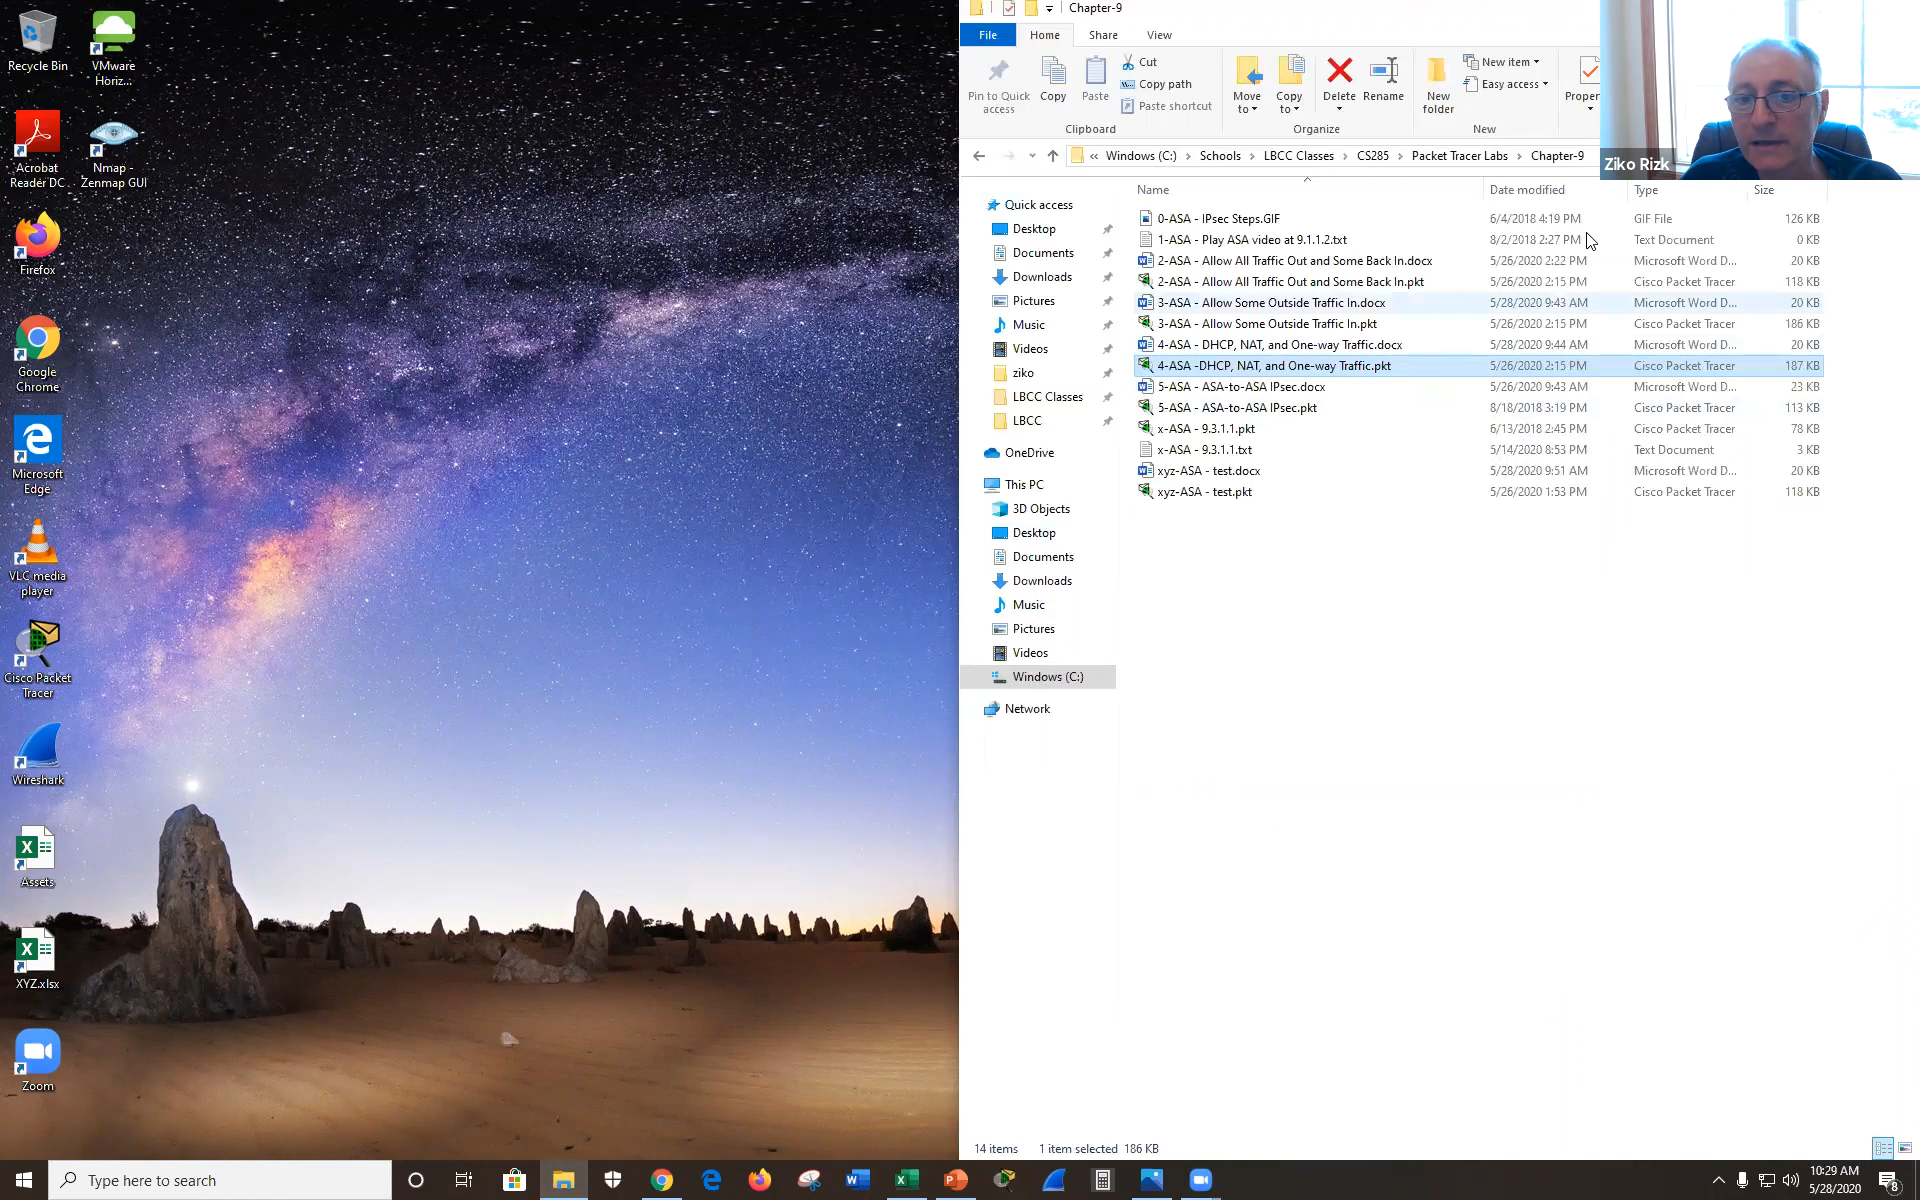 Recycle Bin
VMware
Horiz...
Acrobat
Reader DC
Nmap -
Zenmap GUI
Firefox
Google
Chrome
Microsoft
Edge
VLC media
player
Cisco Packet
Tracer
Wireshark
Assets
XYZ.xlsx
Zoom
Chapter-9
File Home Share View
Pin to Quick
access
Copy
Paste
Cut
Copy path
Paste shortcut
Clipboard
Move
to
Copy
to
Delete
Rename
Organize
New
folder
New item
Easy access
New
Proper
Ziko Rizk
« Windows (C:) Schools LBCC Classes CS285 Packet Tracer Labs Chapter-9
Quick access
Desktop
Documents
Downloads
Pictures
Music
Videos
ziko
LBCC Classes
LBCC
OneDrive
This PC
3D Objects
Desktop
Documents
Downloads
Music
Pictures
Videos
Windows (C:)
Network
Name Date modified Type Size
0-ASA - IPsec Steps.GIF 6/4/2018 4:19 PM GIF File 126 KB
1-ASA - Play ASA video at 9.1.1.2.txt 8/2/2018 2:27 PM Text Document 0 KB
2-ASA - Allow All Traffic Out and Some Back In.docx 5/26/2020 2:22 PM Microsoft Word D... 20 KB
2-ASA - Allow All Traffic Out and Some Back In.pkt 5/26/2020 2:15 PM Cisco Packet Tracer 118 KB
3-ASA - Allow Some Outside Traffic In.docx 5/28/2020 9:43 AM Microsoft Word D... 20 KB
3-ASA - Allow Some Outside Traffic In.pkt 5/26/2020 2:15 PM Cisco Packet Tracer 186 KB
4-ASA - DHCP, NAT, and One-way Traffic.docx 5/28/2020 9:44 AM Microsoft Word D... 20 KB
4-ASA -DHCP, NAT, and One-way Traffic.pkt 5/26/2020 2:15 PM Cisco Packet Tracer 187 KB
5-ASA - ASA-to-ASA IPsec.docx 5/26/2020 9:43 AM Microsoft Word D... 23 KB
5-ASA - ASA-to-ASA IPsec.pkt 8/18/2018 3:19 PM Cisco Packet Tracer 113 KB
x-ASA - 9.3.1.1.pkt 6/13/2018 2:45 PM Cisco Packet Tracer 78 KB
x-ASA - 9.3.1.1.txt 5/14/2020 8:53 PM Text Document 3 KB
xyz-ASA - test.docx 5/28/2020 9:51 AM Microsoft Word D... 20 KB
xyz-ASA - test.pkt 5/26/2020 1:53 PM Cisco Packet Tracer 118 KB
14 items 1 item selected 186 KB
Type here to search
10:29 AM
5/28/2020
8